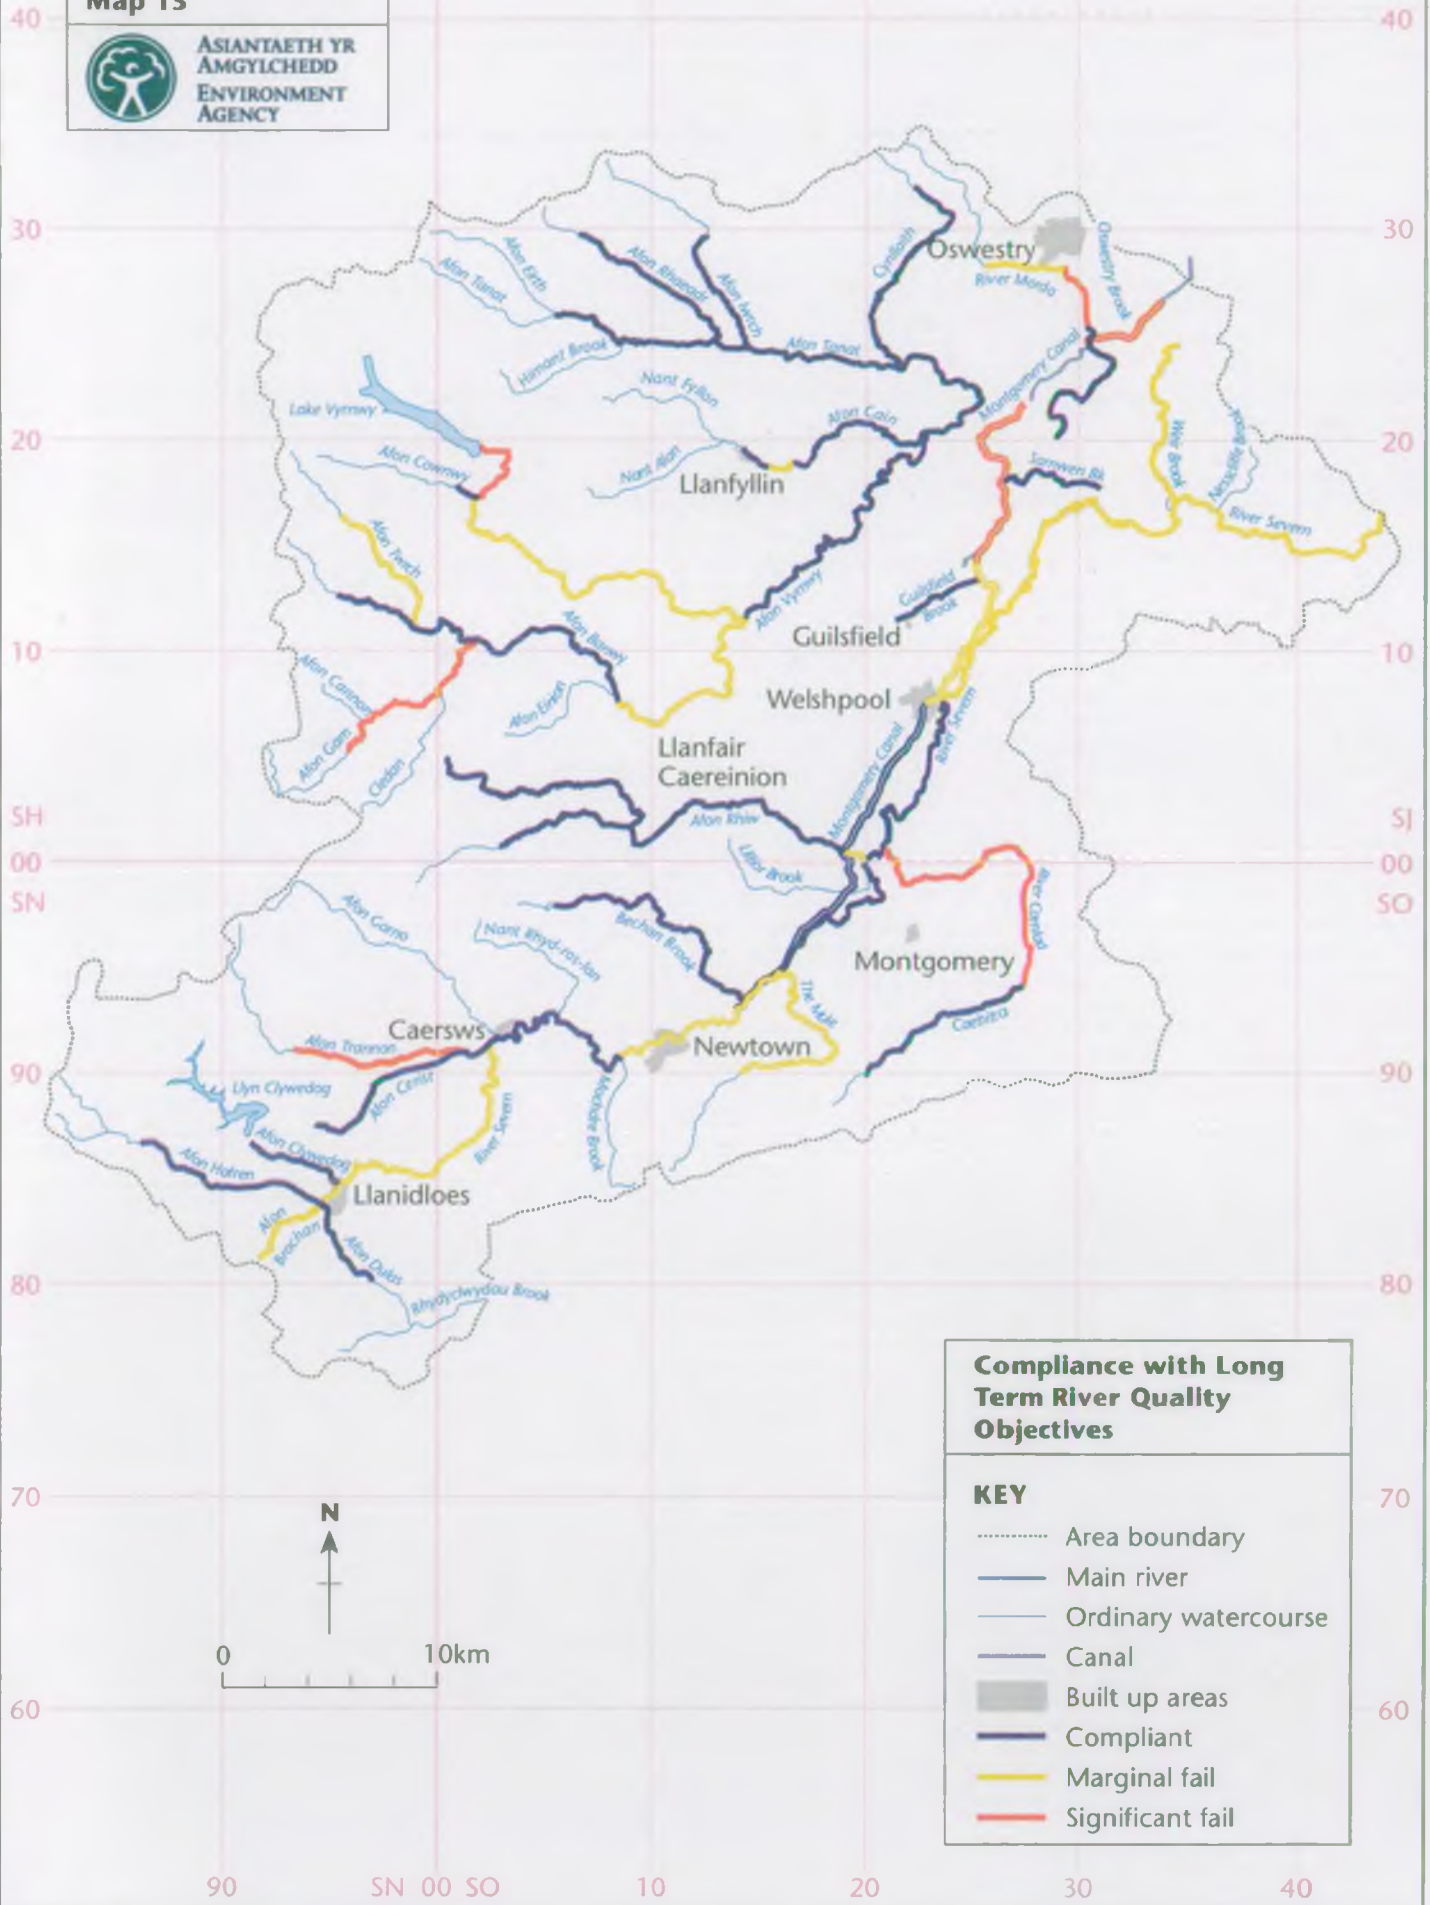 Map 13
ASIANTAETH YR
AMGYLCHEDD
ENVIRONMENT
AGENCY
40
40
30
30
Oswestry
Oswestry Brook
River Morda
Cynllaith
Afon Eirth
Afon Tanat
Afon Rhaeadr
Afon Iwrch
Afon Tanat
Hirnant Brook
Montgomery Canal
Nant Fyllon
Afon Cain
Lake Vyrnwy
20
20
Montgomery Canal
Weir Brook
Nesscliffe Brook
Afon Cownwy
Nant Alan
Llanfyllin
Sarnwen Bk
River Severn
Afon Twrch
Afon Vyrnwy
Guilsfield
Brook
Guilsfield
Afon Banwy
10
10
Afon Cannon
Afon Einion
Welshpool
River Severn
Afon Gam
Cledan
Llanfair
Caereinion
Montgomery Canal
SH
SJ
Afon Rhiw
00
00
Lllfor Brook
SN
SO
River Camlad
Afon Garno
Nant Rhyd-ros-lan
Bechan Brook
Montgomery
The Mule
Caebitra
Caersws
Newtown
Afon Trannon
90
90
Llyn Clywedog
Afon Cerist
River Severn
Mochdre Brook
Afon Clywedog
Afon Hafren
Llanidloes
Afon
Brochan
Afon Dulas
80
80
Rhydyclwydau Brook
Compliance with Long
Term River Quality
Objectives
KEY
Area boundary
Main river
Ordinary watercourse
Canal
Built up areas
Compliant
Marginal fail
Significant fail
70
70
N
0
10km
60
60
90
SN 00 SO
10
20
30
40